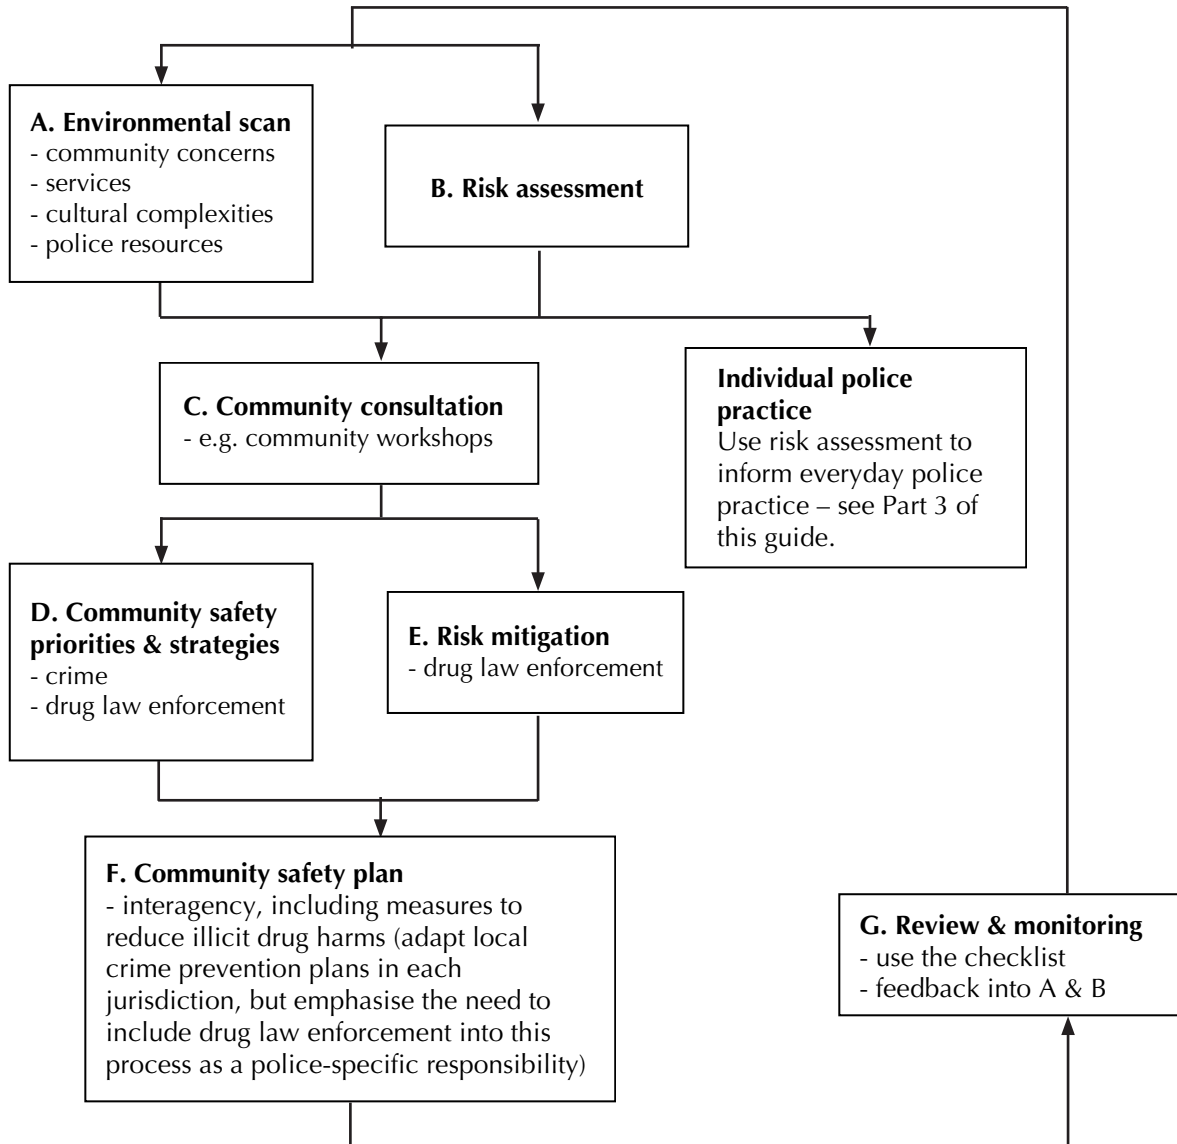 A. Environmental scan
- community concerns
- services
- cultural complexities
- police resources
B. Risk assessment
C. Community consultation
- e.g. community workshops
Individual police
practice
Use risk assessment to
inform everyday police
practice – see Part 3 of
this guide.
D. Community safety
priorities & strategies
- crime
- drug law enforcement
E. Risk mitigation
- drug law enforcement
F. Community safety plan
- interagency, including measures to
reduce illicit drug harms (adapt local
crime prevention plans in each
jurisdiction, but emphasise the need to
include drug law enforcement into this
process as a police-specific responsibility)
G. Review & monitoring
- use the checklist
- feedback into A & B